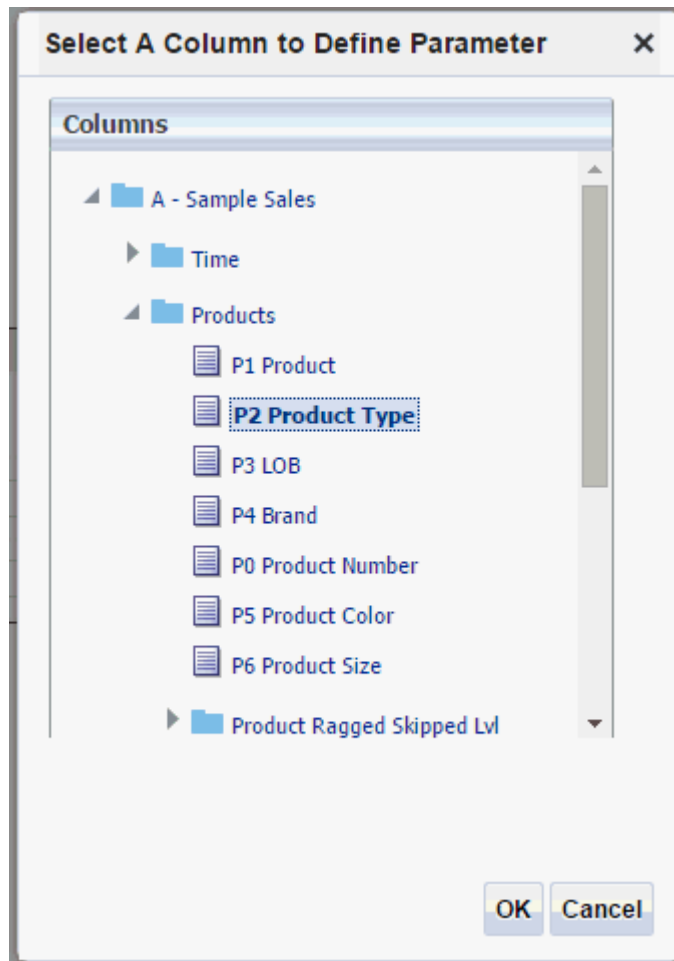 Select A Column to Define Parameter
Columns
A - Sample Sales
Time
Products
P1 Product
P2 Product Type
P3 LOB
P4 Brand
P0 Product Number
P5 Product Color
P6 Product Size
Product Ragged Skipped Lvl
OK Cancel